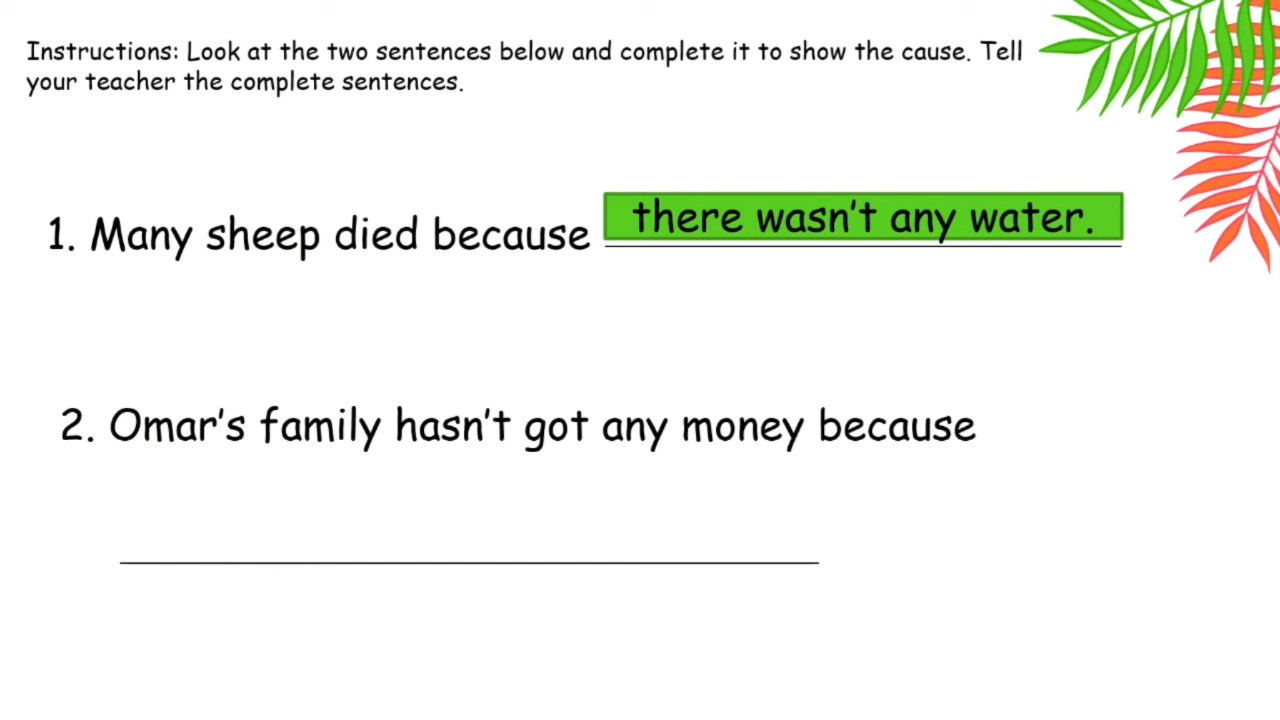 Instructions: Look at the two sentences below and complete it to show the cause. Tell
your teacher the complete sentences.
1. Many sheep died because there wasn't any water.
2. Omar's family hasn't got any money because